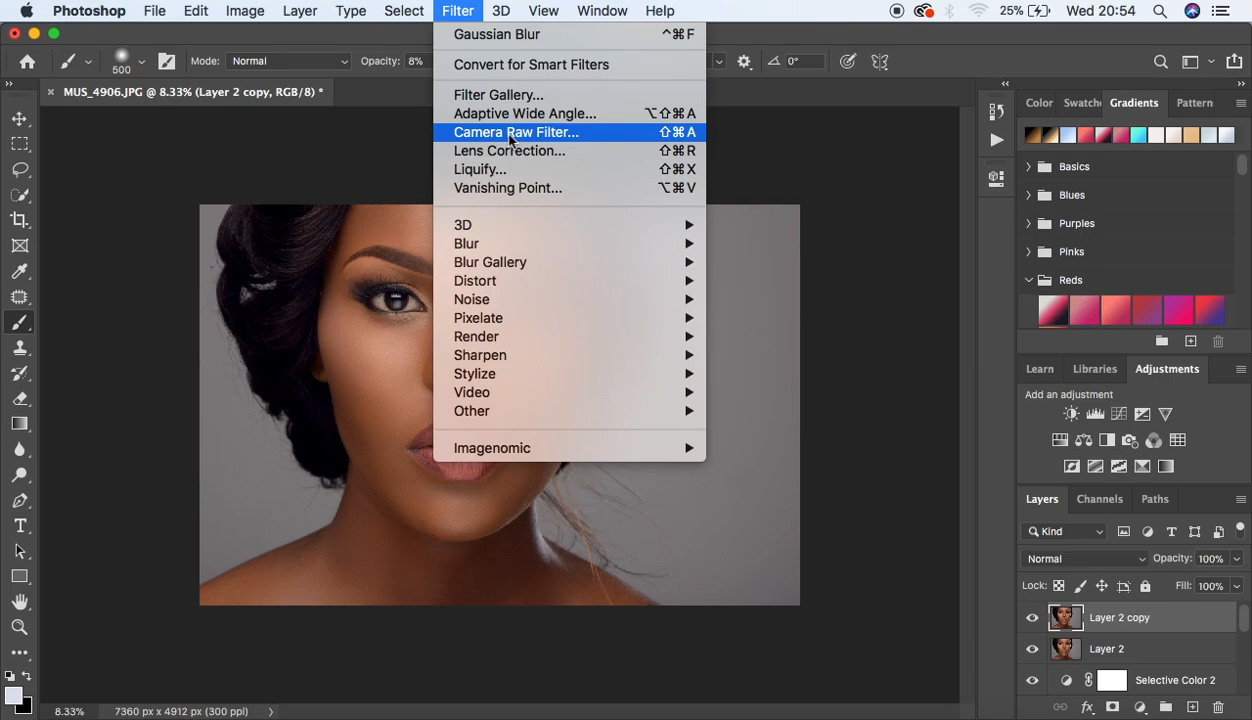 Photoshop File Edit Image Layer Type Select Filter 3D View Window Help 25% Wed 20:54
500 Mode: Normal Opacity: 8% 0°
× MUS_4906.JPG @ 8.33% (Layer 2 copy, RGB/8) *
Gaussian Blur ^⌘F
Convert for Smart Filters
Filter Gallery...
Adaptive Wide Angle... ⌥⇧⌘A
Camera Raw Filter... ⇧⌘A
Lens Correction... ⇧⌘R
Liquify... ⇧⌘X
Vanishing Point... ⌥⌘V
3D
Blur
Blur Gallery
Distort
Noise
Pixelate
Render
Sharpen
Stylize
Video
Other
Imagenomic
Color Swatche Gradients Pattern
Basics
Blues
Purples
Pinks
Reds
Learn Libraries Adjustments
Add an adjustment
Layers Channels Paths
Kind
Normal Opacity: 100%
Lock: Fill: 100%
Layer 2 copy
Layer 2
Selective Color 2
fx
8.33% 7360 px x 4912 px (300 ppi)